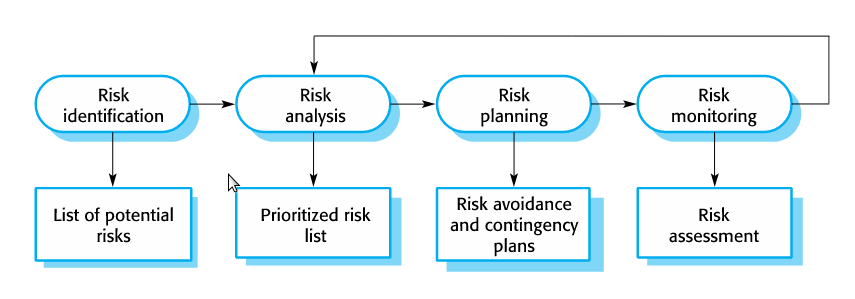 Risk
identification
Risk
analysis
Risk
planning
Risk
monitoring
List of potential
risks
Prioritized risk
list
Risk avoidance
and contingency
plans
Risk
assessment